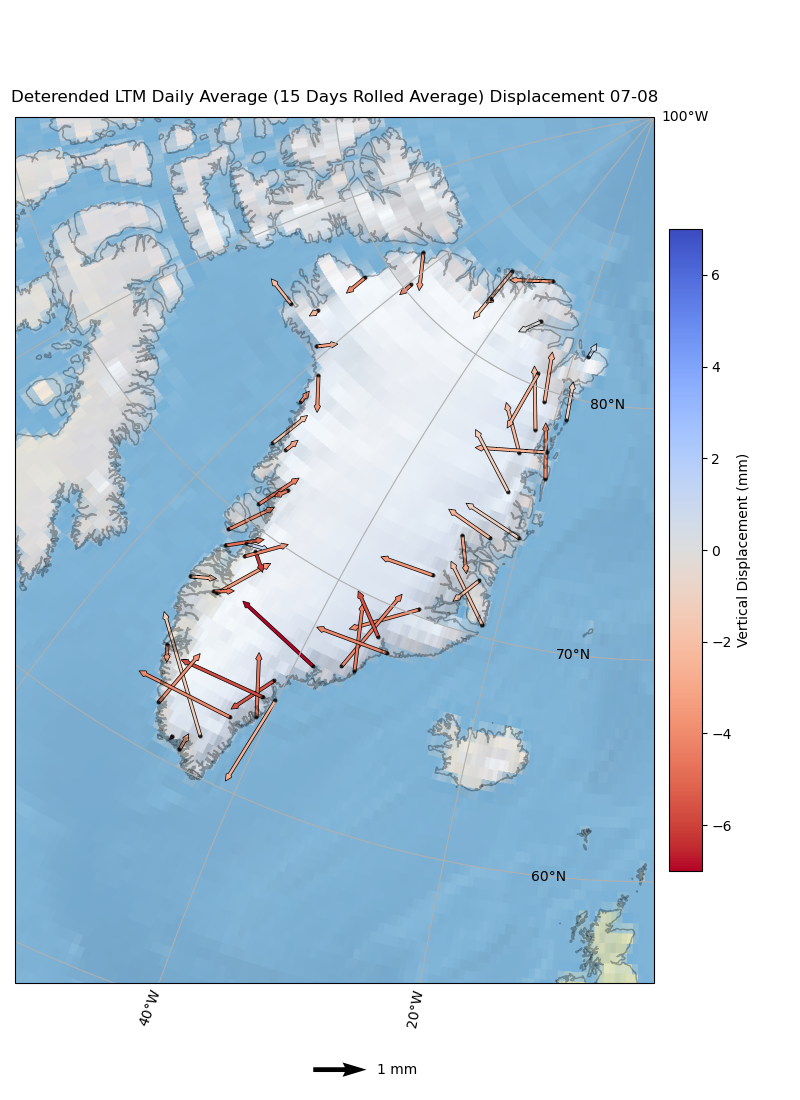 Deterended LTM Daily Average (15 Days Rolled Average) Displacement 07-08
100°W
80°N
70°N
60°N
40°W
20°W
6
4
2
0
−2
−4
−6
Vertical Displacement (mm)
1 mm